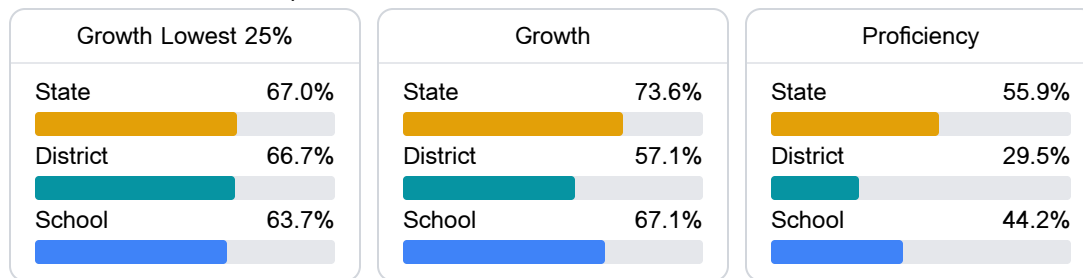 Growth Lowest 25%
State 67.0%
District 66.7%
School 63.7%
Growth
State 73.6%
District 57.1%
School 67.1%
Proficiency
State 55.9%
District 29.5%
School 44.2%